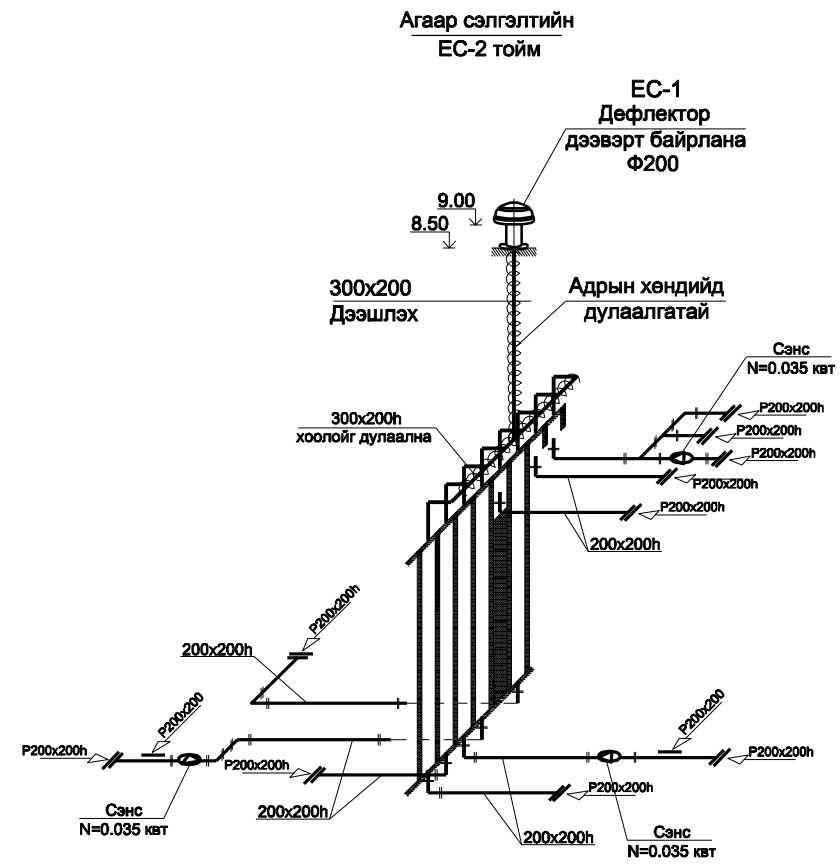 Агаар сэлгэлтийн
ЕС-2 тойм
ЕС-1
Дефлектор
дээвэрт байрлана
Ф200
9.00
8.50
300x200
Дээшлэх
Адрын хөндийд
дулаалгатай
Сэнс
N=0.035 квт
300x200h
хоолойг дулаална
P200x200h
P200x200h
P200x200h
P200x200h
P200x200h
200x200h
P200x200h
200x200h
P200x200
P200x200h
P200x200h
200x200h
Сэнс
N=0.035 квт
P200x200
P200x200h
P200x200h
200x200h
Сэнс
N=0.035 квт